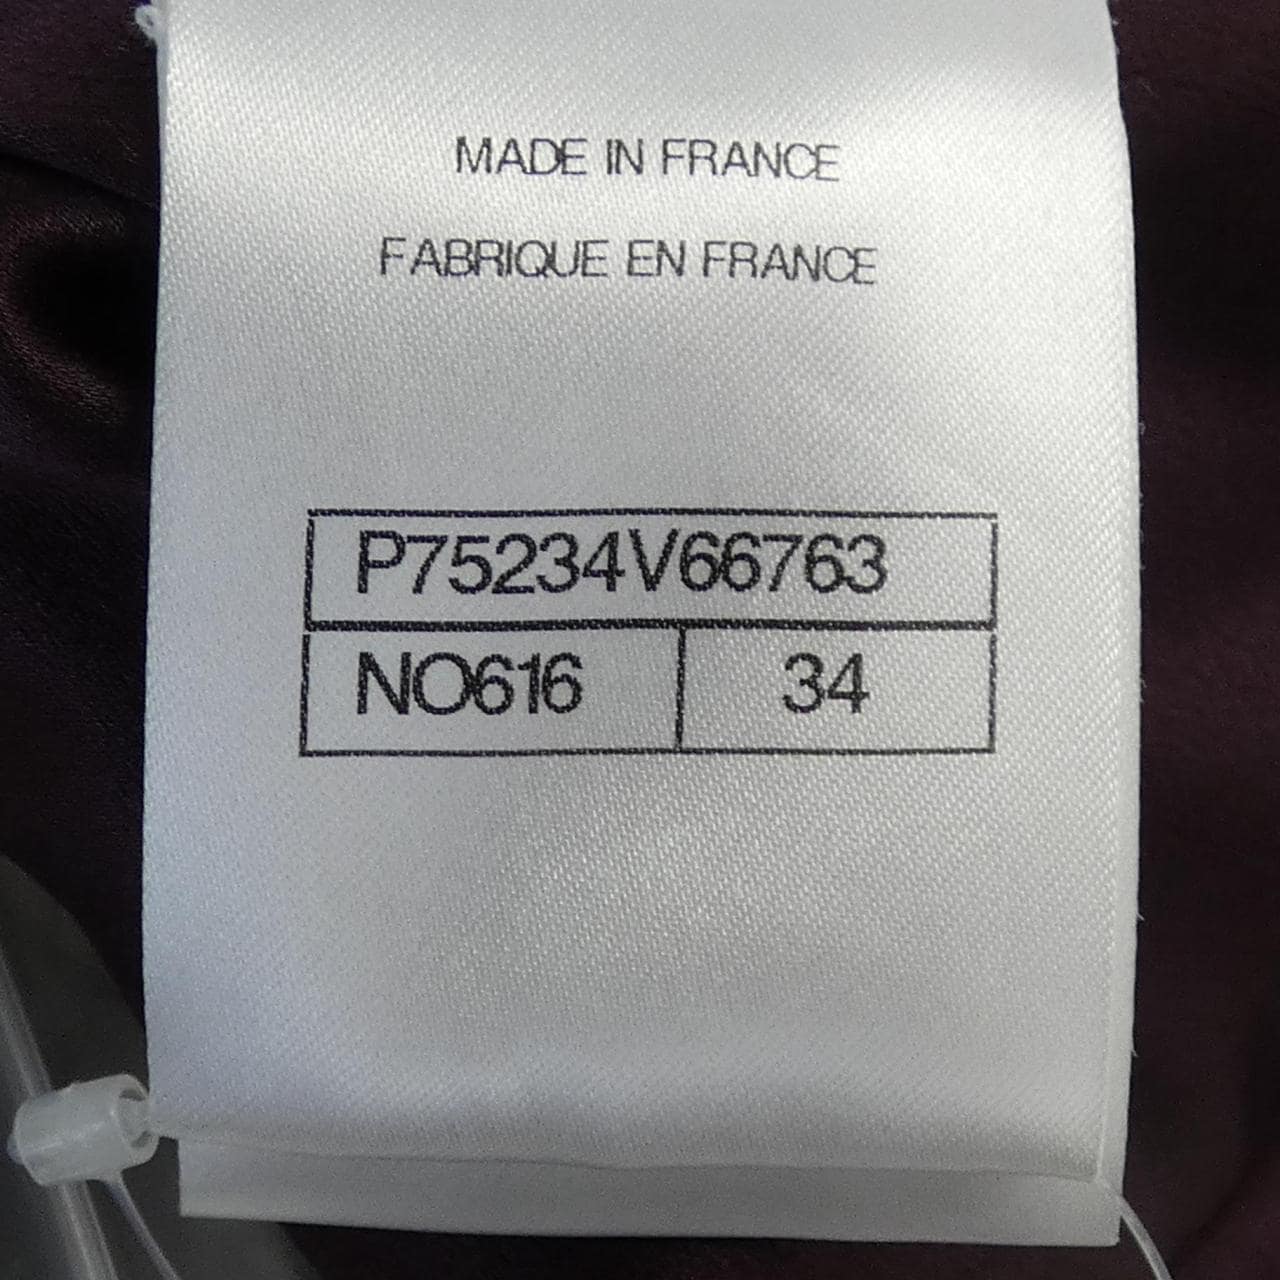 MADE IN FRANCE
FABRIQUE EN FRANCE
P75234V66763
NO616 34